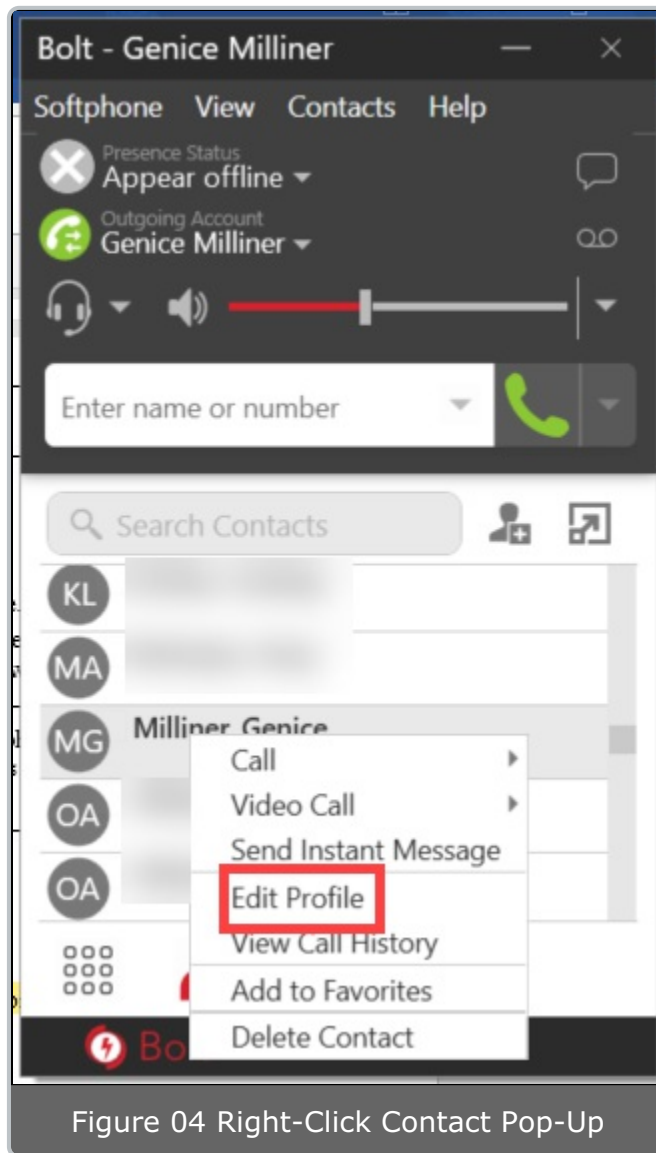 Bolt - Genice Milliner
Softphone View Contacts Help
Presence Status
Appear offline
Outgoing Account
Genice Milliner
Enter name or number
Search Contacts
KL
MA
MG Milliner, Genice
Call
Video Call
OA
Send Instant Message
OA
Edit Profile
View Call History
Add to Favorites
Delete Contact
Bo
Figure 04 Right-Click Contact Pop-Up